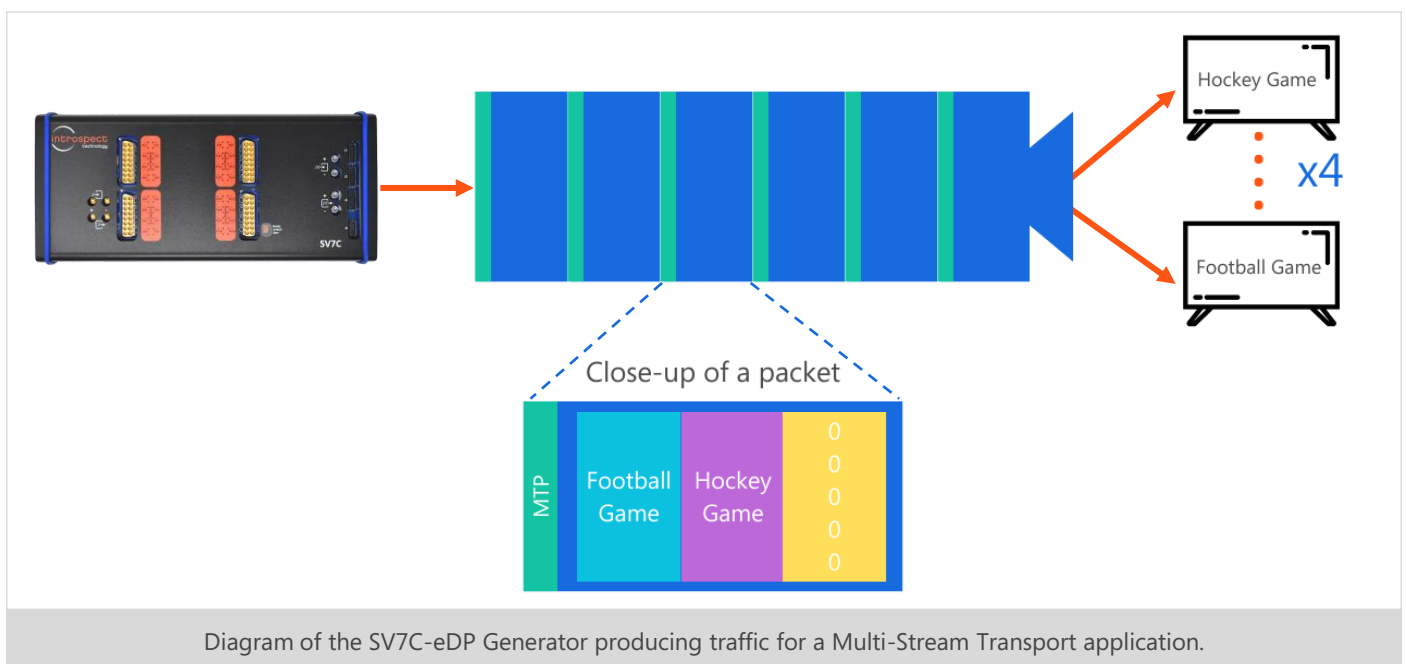 introspect
technology
SV7C
Hockey Game
x4
Football Game
Close-up of a packet
MTP
Football
Game
Hockey
Game
0
0
0
0
0
Diagram of the SV7C-eDP Generator producing traffic for a Multi-Stream Transport application.